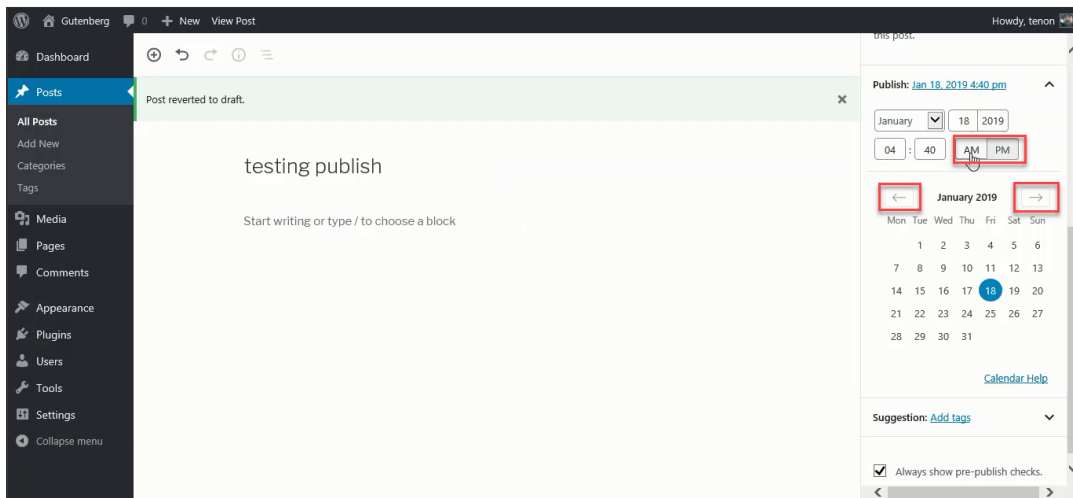 Gutenberg 0 New View Post Howdy, tenon
Dashboard
Posts
All Posts
Add New
Categories
Tags
Media
Pages
Comments
Appearance
Plugins
Users
Tools
Settings
Collapse menu
Post reverted to draft.
testing publish
Start writing or type / to choose a block
this post.
Publish: Jan 18, 2019 4:40 pm
January 18 2019
04 : 40 AM PM
January 2019
Mon Tue Wed Thu Fri Sat Sun
1 2 3 4 5 6
7 8 9 10 11 12 13
14 15 16 17 18 19 20
21 22 23 24 25 26 27
28 29 30 31
Calendar Help
Suggestion: Add tags
Always show pre-publish checks.